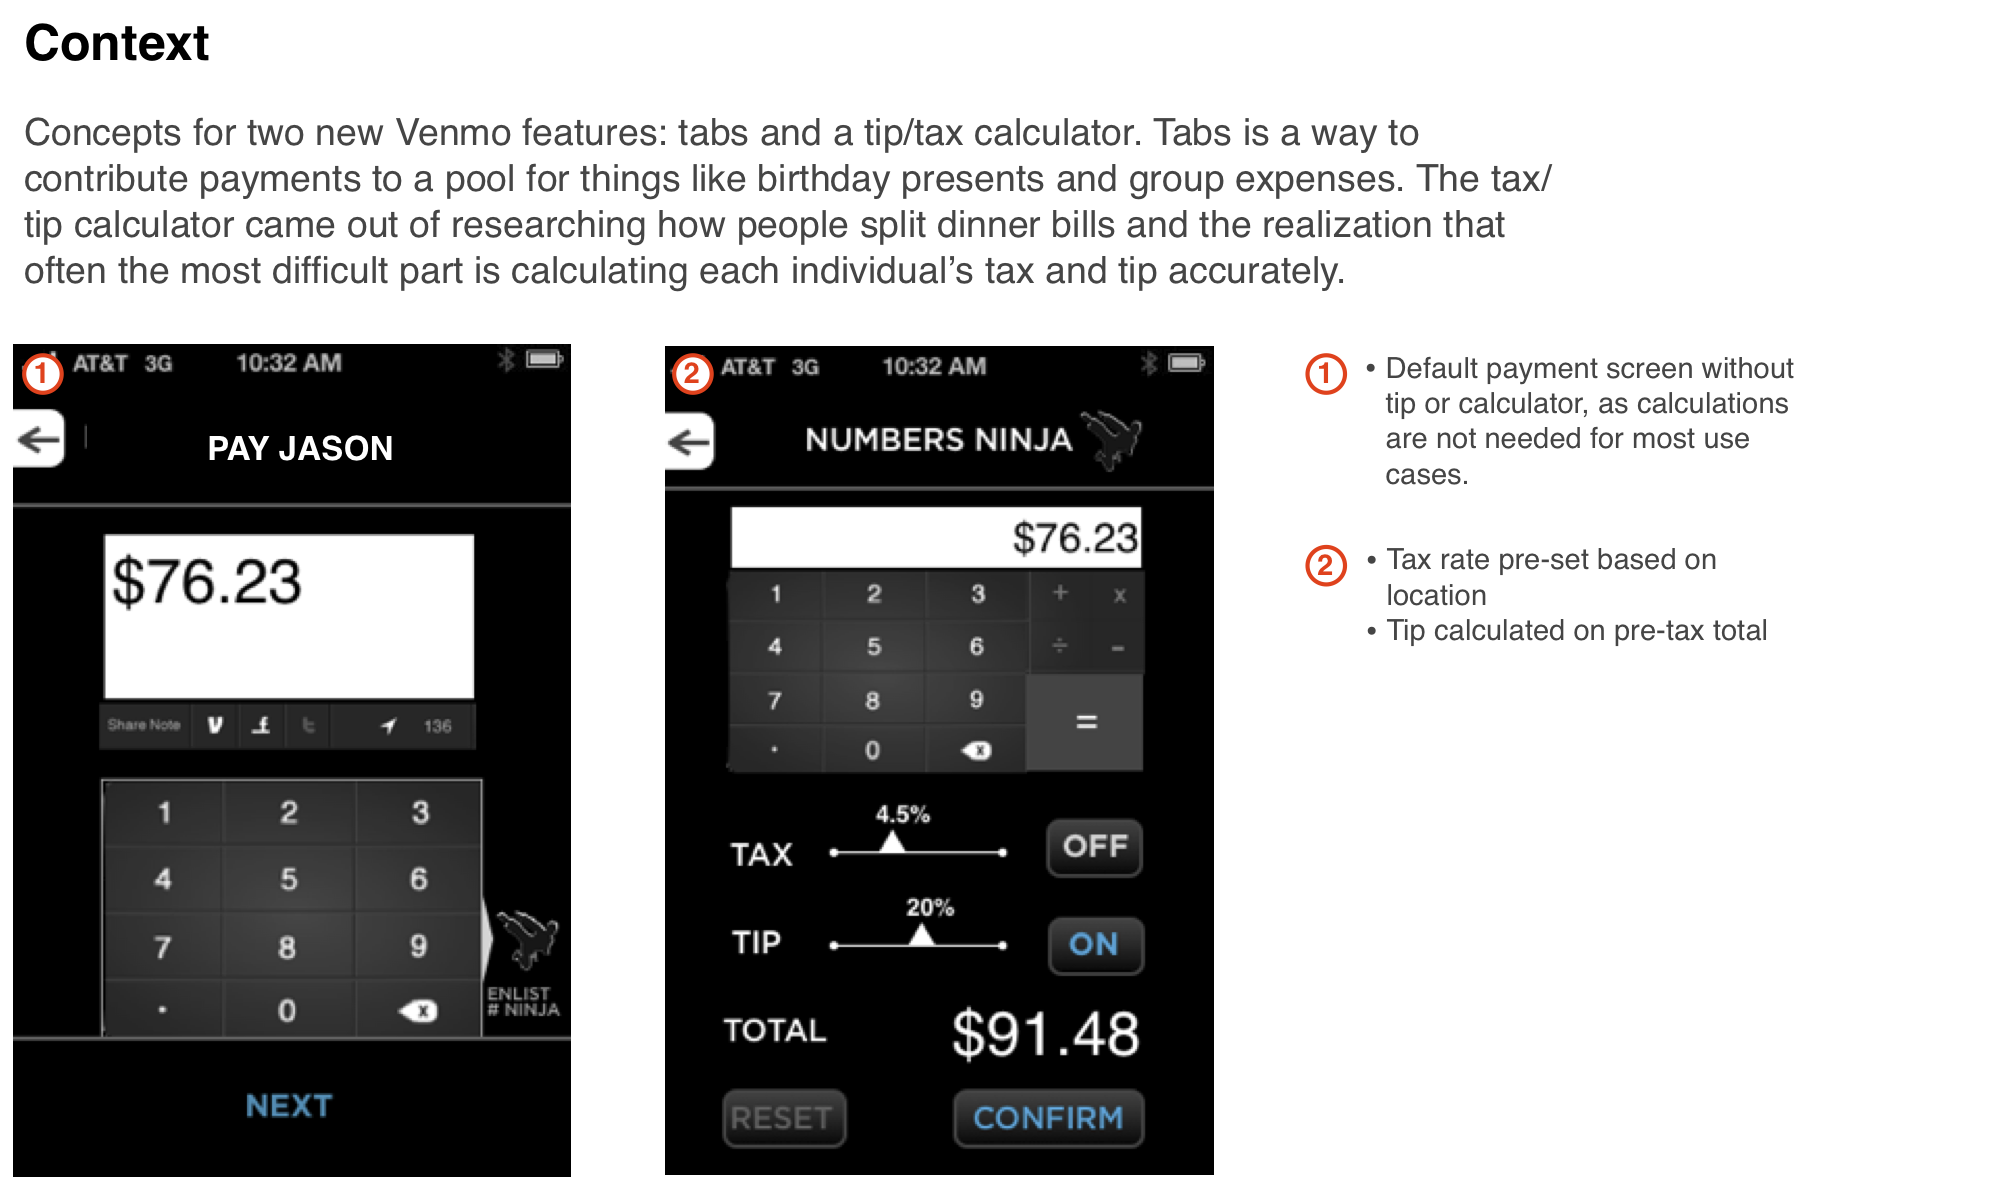 Context
Concepts for two new Venmo features: tabs and a tip/tax calculator. Tabs is a way to
contribute payments to a pool for things like birthday presents and group expenses. The tax/
tip calculator came out of researching how people split dinner bills and the realization that
often the most difficult part is calculating each individual's tax and tip accurately.
1 AT&T 3G 10:32 AM
PAY JASON
$76.23
Share Note 136
1 2 3
4 5 6
7 8 9
. 0 x
ENLIST
# NINJA
NEXT
2 AT&T 3G 10:32 AM
NUMBERS NINJA
$76.23
1 2 3 + x
4 5 6 ÷ -
7 8 9
. 0 x =
4.5%
TAX OFF
20%
TIP ON
TOTAL $91.48
RESET CONFIRM
1 • Default payment screen without
tip or calculator, as calculations
are not needed for most use
cases.
2 • Tax rate pre-set based on
location
• Tip calculated on pre-tax total